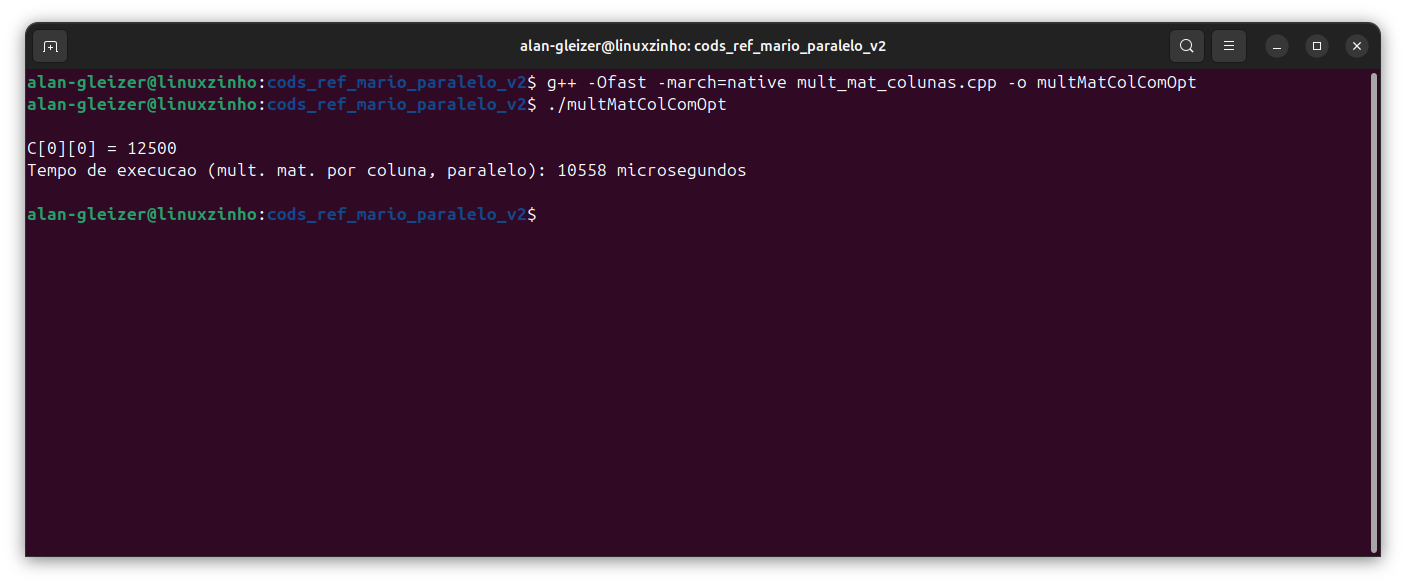 alan-gleizer@linuxzinho: cods_ref_mario_paralelo_v2
alan-gleizer@linuxzinho:cods_ref_mario_paralelo_v2$ g++ -Ofast -march=native mult_mat_colunas.cpp -o multMatColComOpt
alan-gleizer@linuxzinho:cods_ref_mario_paralelo_v2$ ./multMatColComOpt
C[0][0] = 12500
Tempo de execucao (mult. mat. por coluna, paralelo): 10558 microsegundos
alan-gleizer@linuxzinho:cods_ref_mario_paralelo_v2$